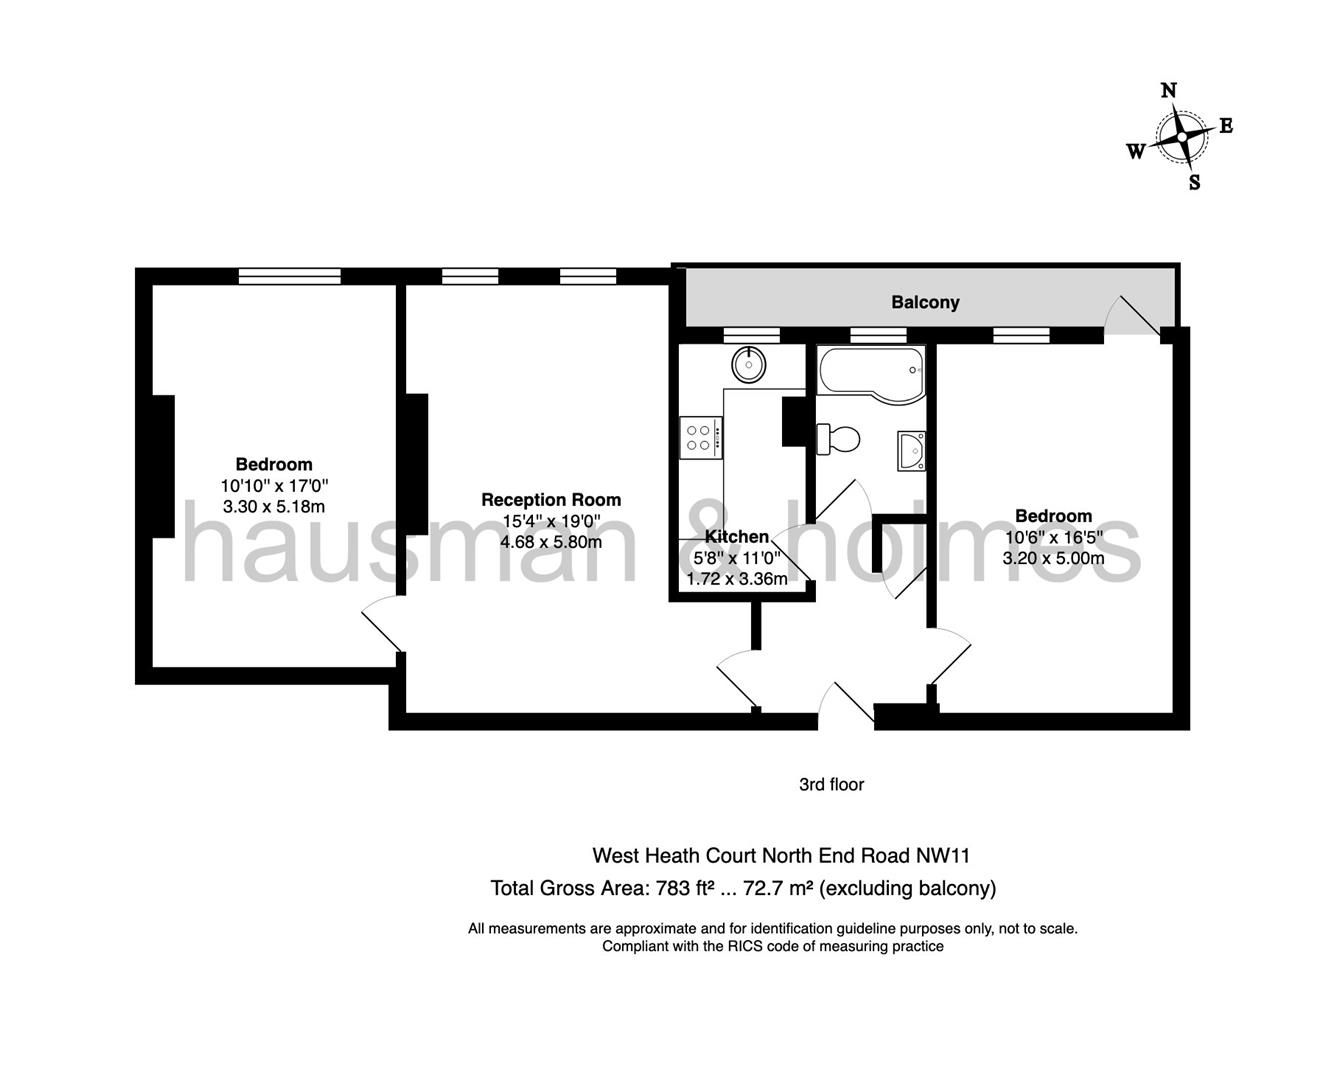 N
E
W
S
Balcony
Bedroom
10'10" x 17'0"
3.30 x 5.18m
Reception Room
15'4" x 19'0"
4.68 x 5.80m
Kitchen
5'8" x 11'0"
1.72 x 3.36m
Bedroom
10'6" x 16'5"
3.20 x 5.00m
hausman & holmes
3rd floor
West Heath Court North End Road NW11
Total Gross Area: 783 ft² ... 72.7 m² (excluding balcony)
All measurements are approximate and for identification guideline purposes only, not to scale.
Compliant with the RICS code of measuring practice